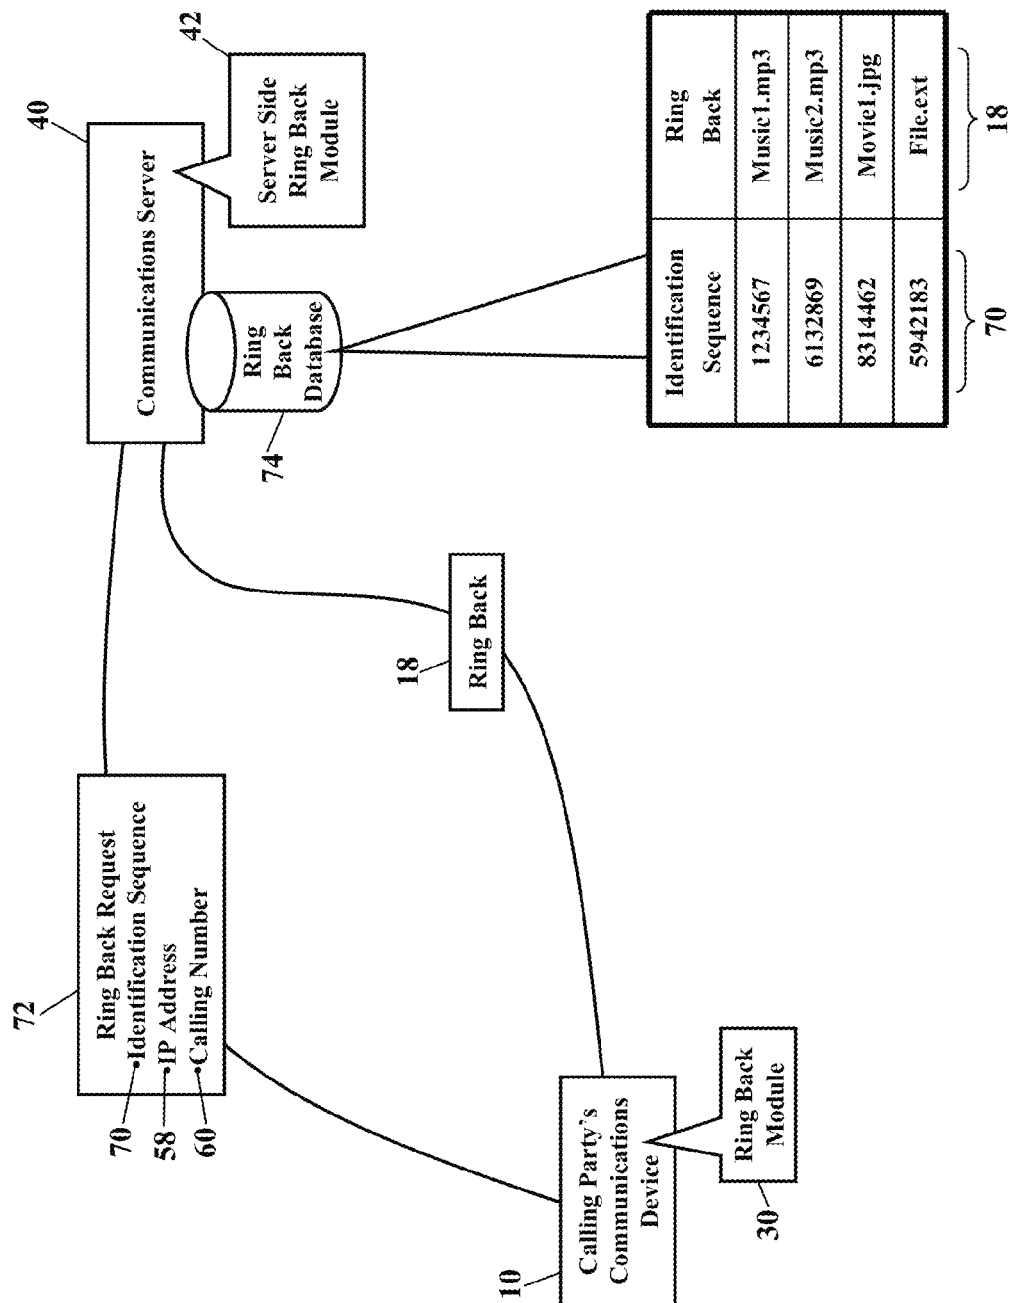 40
Communications Server
42
Server Side
Ring Back
Module
Ring
Back
Database
74
72
Ring Back Request
•Identification Sequence
•IP Address
•Calling Number
70
58
60
18
Ring Back
10
Calling Party's
Communications
Device
Ring Back
Module
30
Identification
Sequence
Ring
Back
1234567
Music1.mp3
6132869
Music2.mp3
8314462
Movie1.jpg
5942183
File.ext
70
18